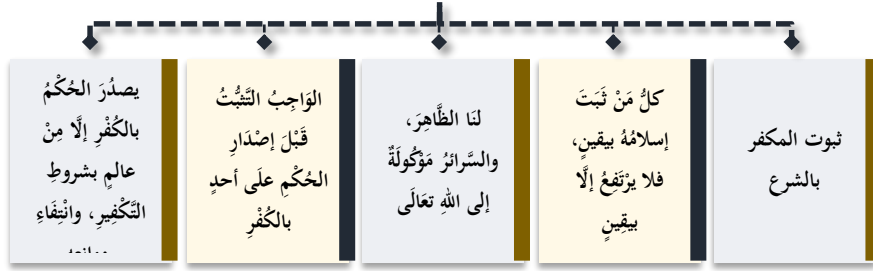 ثبوت المكفر
بالشرع
كلُّ مَنْ ثَبَتَ
إسلامُهُ بيقينٍ،
فلا يرْتَفِعُ إلَّا
بيقِينٍ
لنَا الظَّاهِرَ،
والسَّرائرُ مَوْكُولَةٌ
إلى اللهِ تعَالَى
الوَاجِبُ التَّثبُّتُ
قَبْلَ إصْدَارِ
الحُكْمِ علَى أحدٍ
بالكُفْرِ
يصدُرَ الحُكْمُ
بالكُفْرِ إلَّا مِنْ
عالمٍ بشروطِ
التَّكْفِيرِ، وانْتِفَاءِ